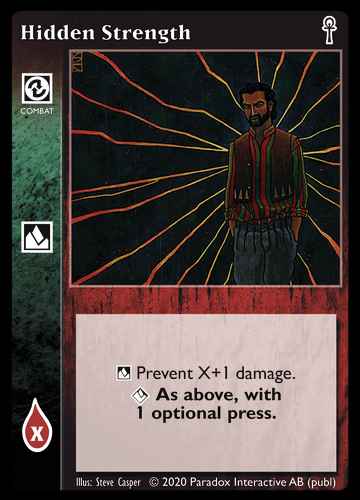 Hidden Strength
COMBAT
Prevent X+1 damage.
As above, with
1 optional press.
X
Illus: Steve Casper © 2020 Paradox Interactive AB (publ)